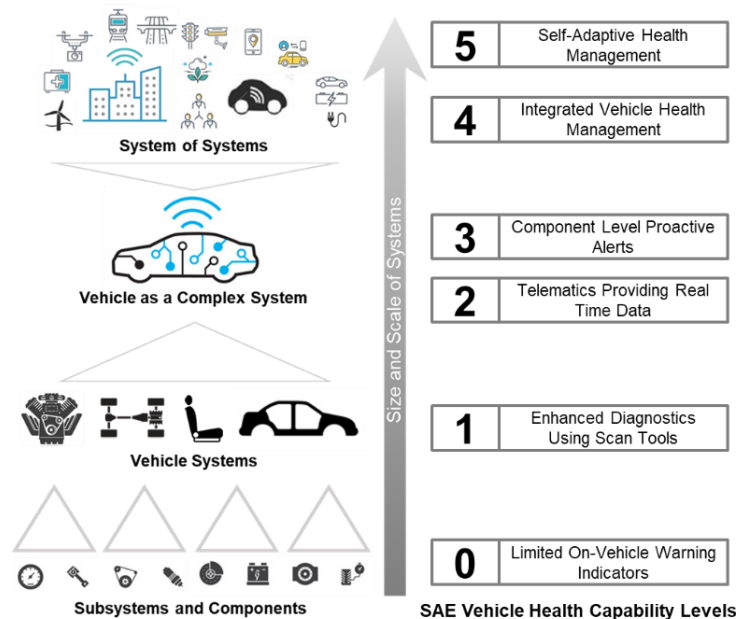 System of Systems
Vehicle as a Complex System
Vehicle Systems
Subsystems and Components
Size and Scale of Systems
5
Self-Adaptive Health
Management
4
Integrated Vehicle Health
Management
3
Component Level Proactive
Alerts
2
Telematics Providing Real
Time Data
1
Enhanced Diagnostics
Using Scan Tools
0
Limited On-Vehicle Warning
Indicators
SAE Vehicle Health Capability Levels